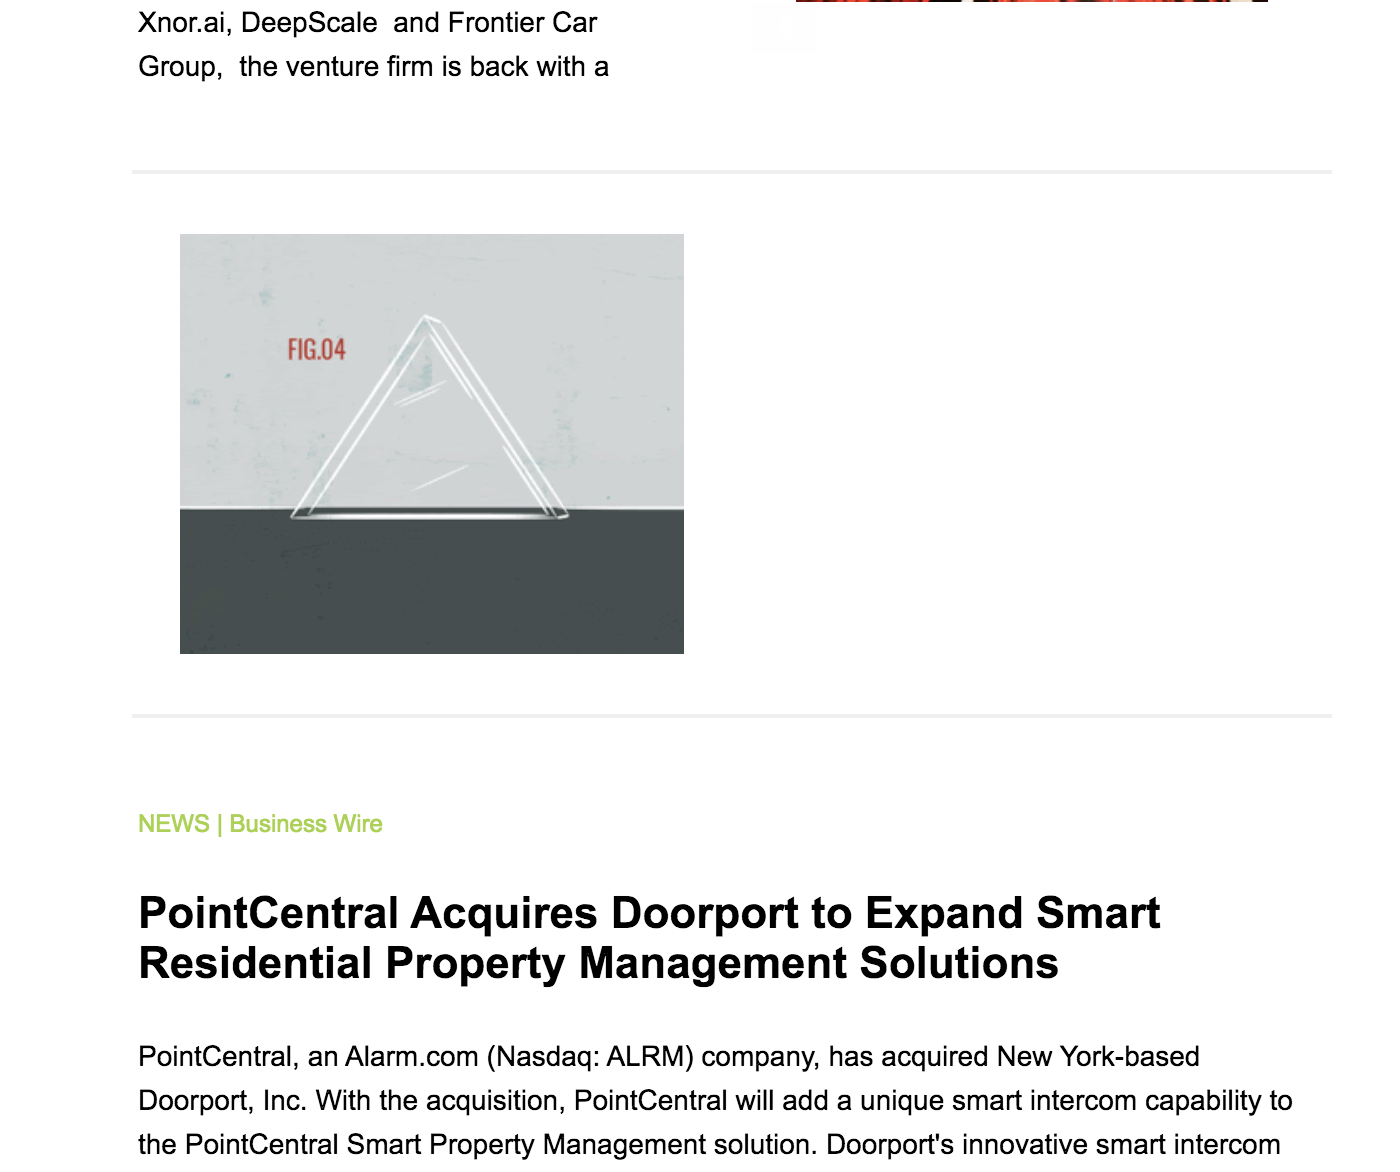 Xnor.ai, DeepScale  and Frontier Car
Group,  the venture firm is back with a
FIG.04
NEWS | Business Wire
PointCentral Acquires Doorport to Expand Smart
Residential Property Management Solutions
PointCentral, an Alarm.com (Nasdaq: ALRM) company, has acquired New York-based
Doorport, Inc. With the acquisition, PointCentral will add a unique smart intercom capability to
the PointCentral Smart Property Management solution. Doorport's innovative smart intercom